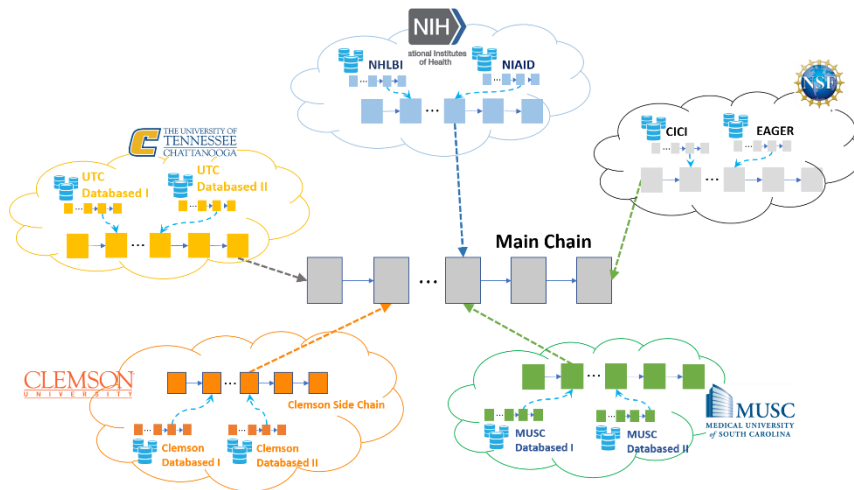 NIH
ational Institutes
of Health
NHLBI
NIAID
NSF
CICI
EAGER
THE UNIVERSITY OF
TENNESSEE
CHATTANOOGA
UTC
Databased I
UTC
Databased II
Main Chain
CLEMSON
UNIVERSITY
Clemson Side Chain
Clemson
Databased I
Clemson
Databased II
MUSC
Databased I
MUSC
Databased II
MUSC
MEDICAL UNIVERSITY
of SOUTH CAROLINA